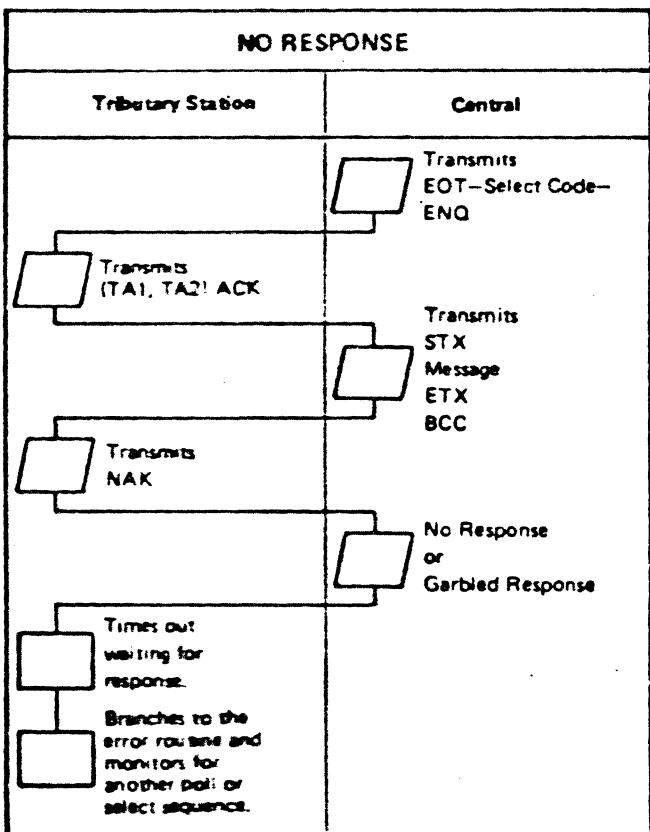 NO RESPONSE
Tributary Station
Central
Transmits
EOT–Select Code–
ENQ
Transmits
(TA1, TA2) ACK
Transmits
STX
Message
ETX
BCC
Transmits
NAK
No Response
or
Garbled Response
Times out
waiting for
response.
Branches to the
error routine and
monitors for
another poll or
select sequence.